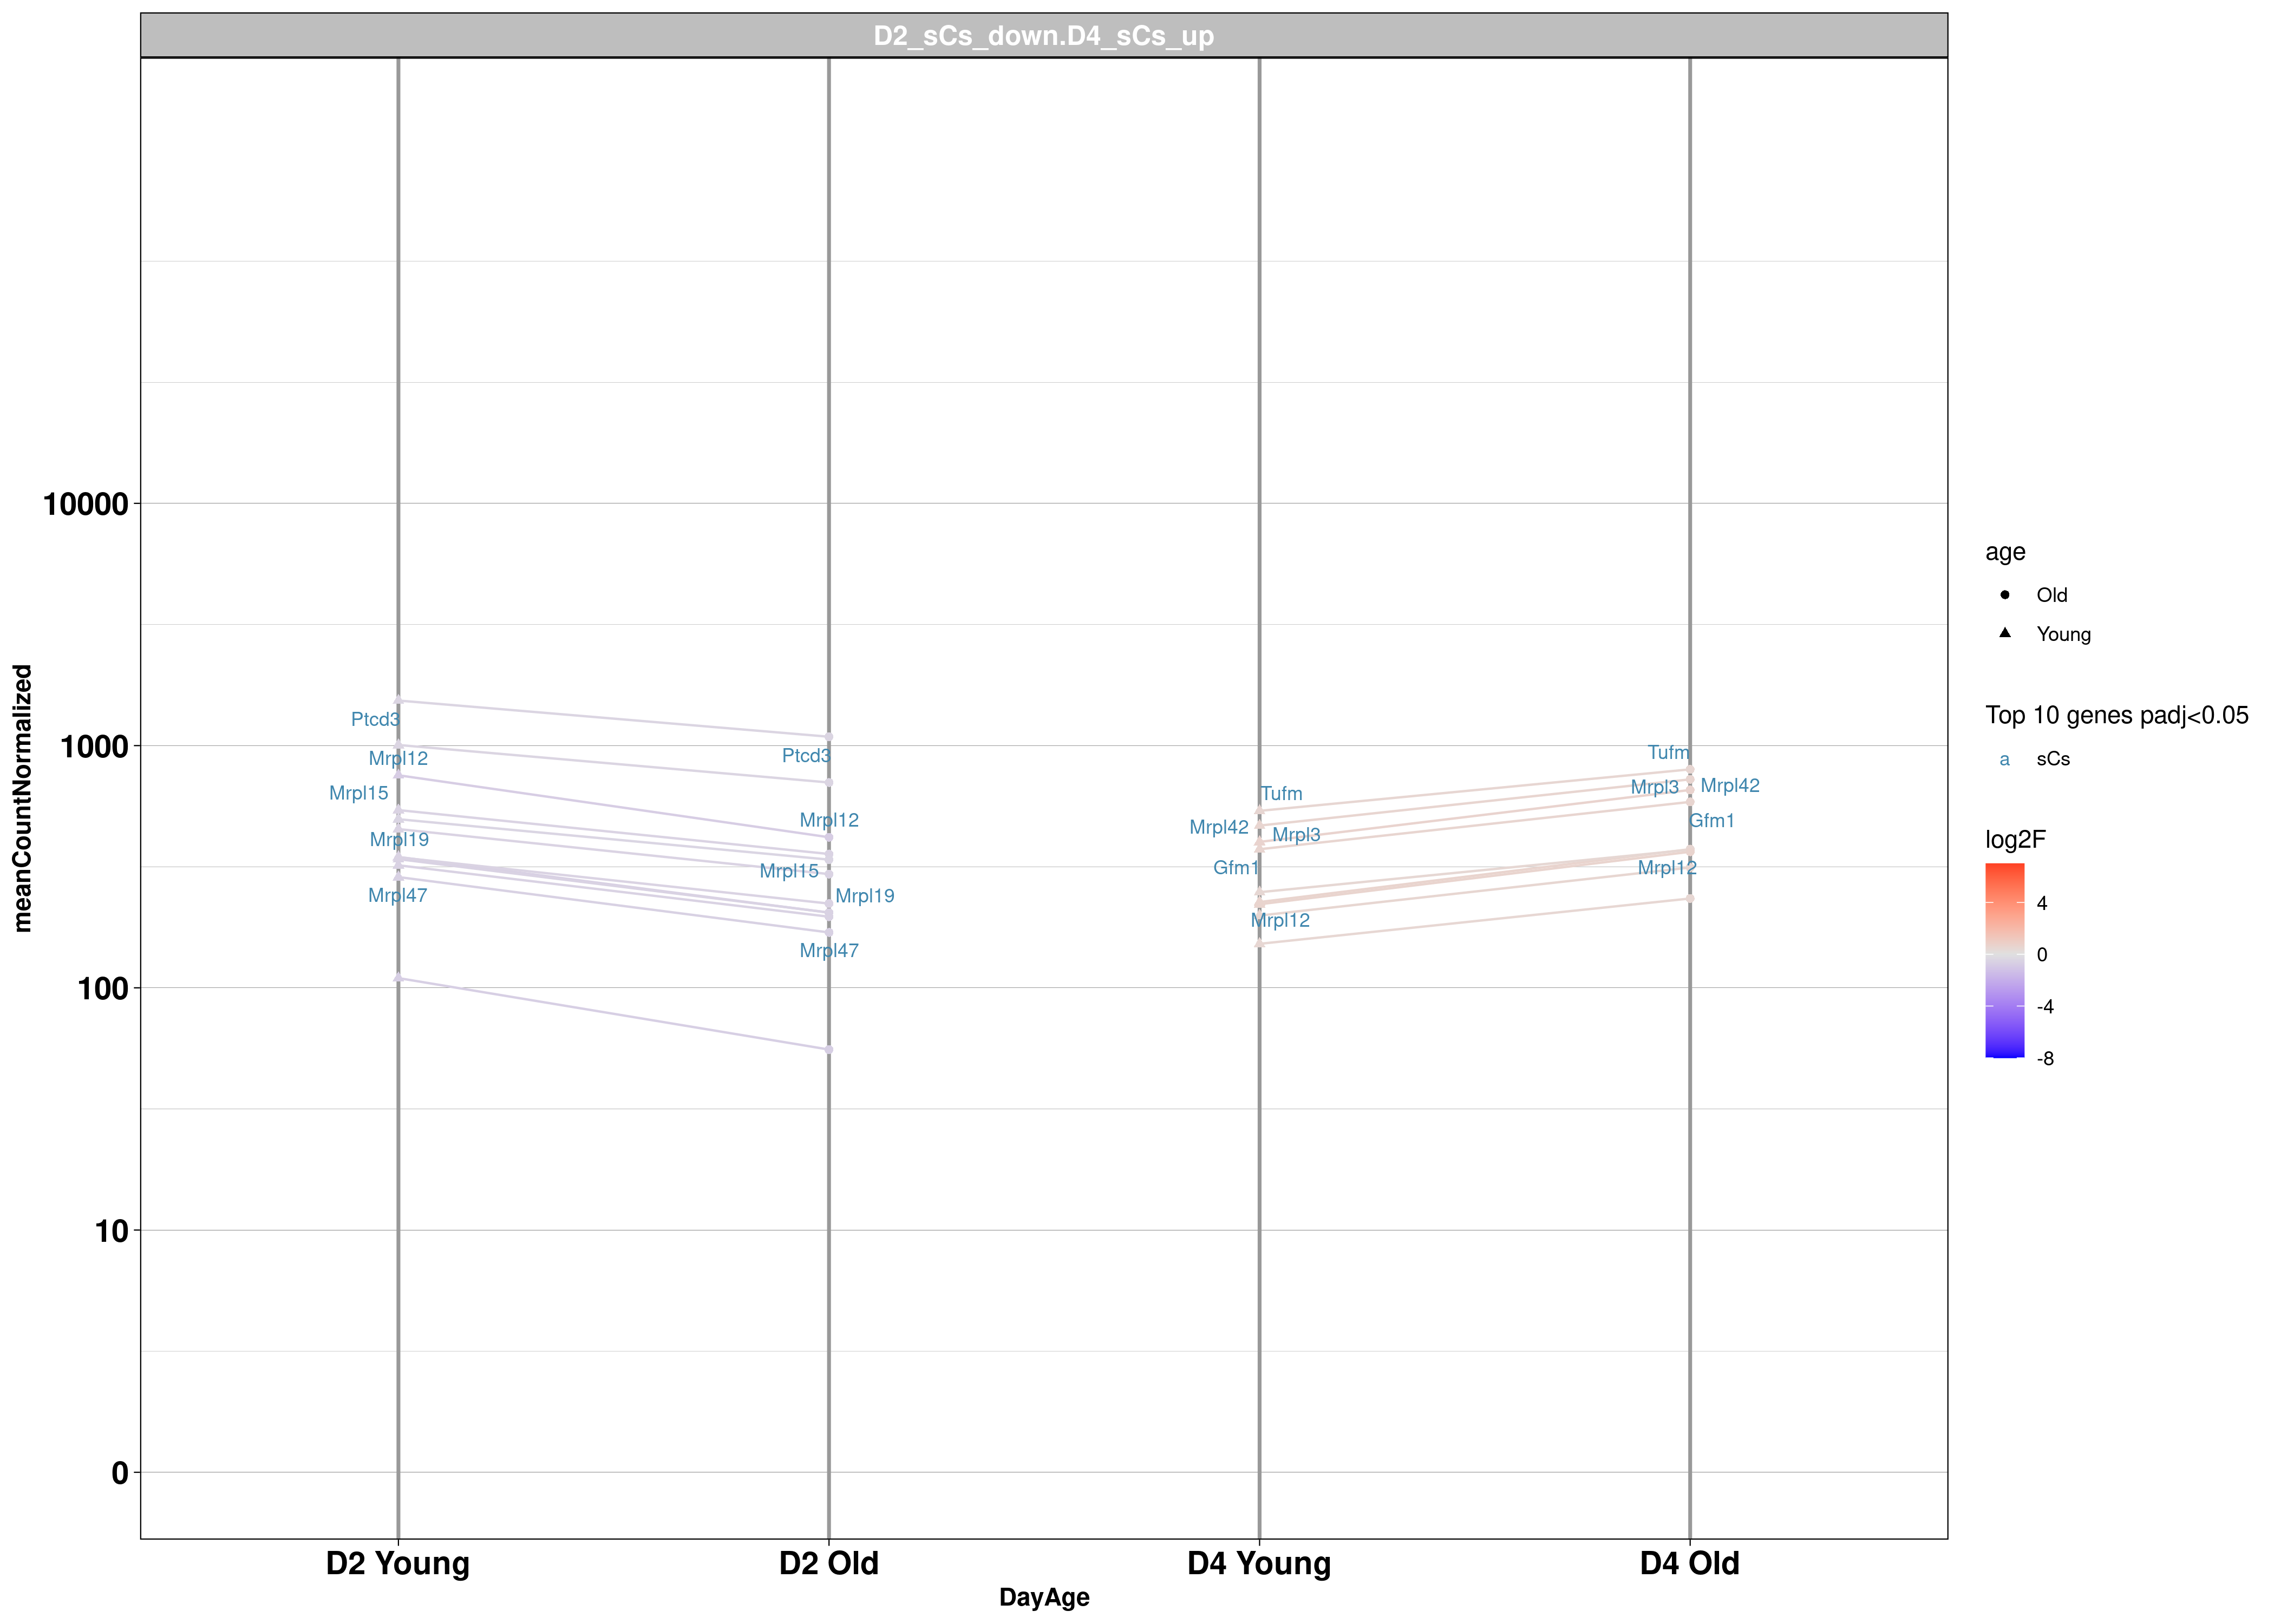 D2_sCs_down.D4_sCs_up
meanCountNormalized
10000
1000
100
10
0
Ptcd3
Mrpl12
Mrpl15
Mrpl19
Mrpl47
Ptcd3
Mrpl12
Mrpl15
Mrpl19
Mrpl47
Tufm
Mrpl42
Mrpl3
Gfm1
Mrpl12
Tufm
Mrpl3
Mrpl42
Gfm1
Mrpl12
D2 Young
D2 Old
D4 Young
D4 Old
DayAge
age
Old
Young
Top 10 genes padj<0.05
a sCs
log2F
4
0
-4
-8